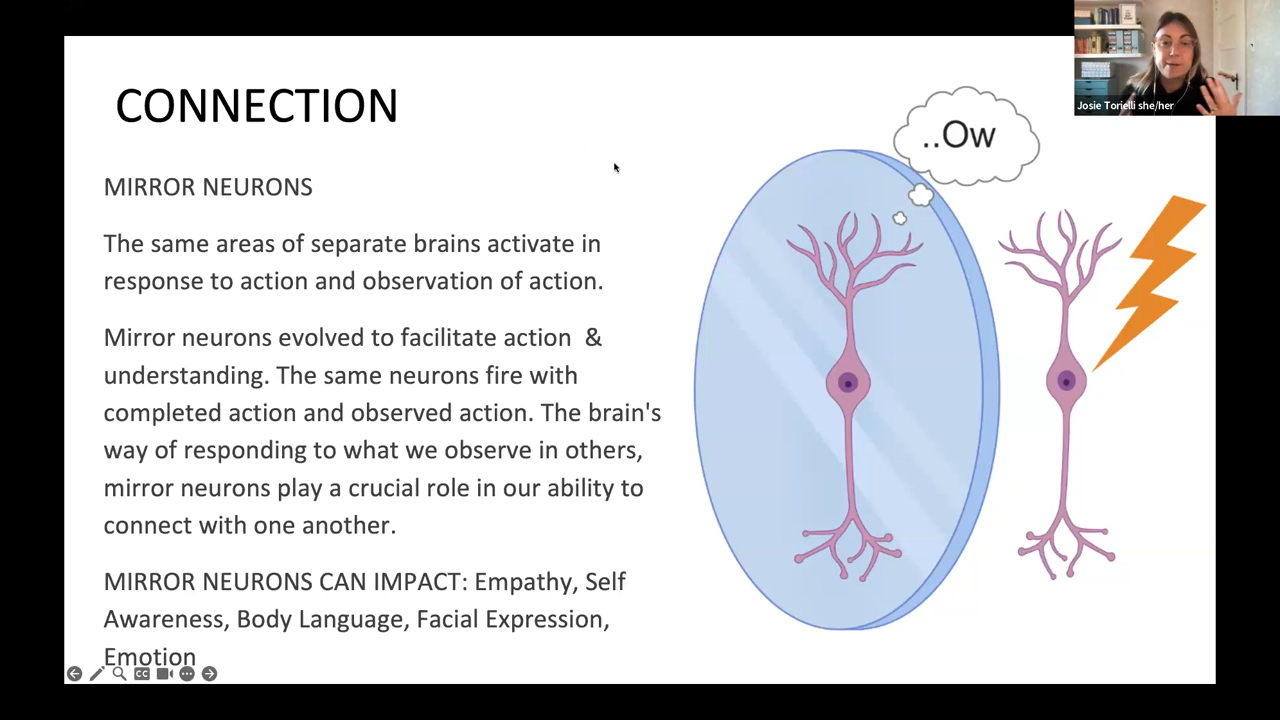 CONNECTION
MIRROR NEURONS
The same areas of separate brains activate in
response to action and observation of action.
Mirror neurons evolved to facilitate action  &
understanding. The same neurons fire with
completed action and observed action. The brain's
way of responding to what we observe in others,
mirror neurons play a crucial role in our ability to
connect with one another.
MIRROR NEURONS CAN IMPACT: Empathy, Self
Awareness, Body Language, Facial Expression,
Emotion
..Ow
Josie Torielli she/her
CC